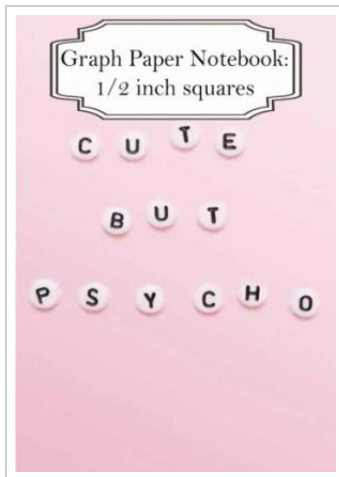 Graph Paper Notebook:
1/2 inch squares
CUTE
BUT
PSYCHO